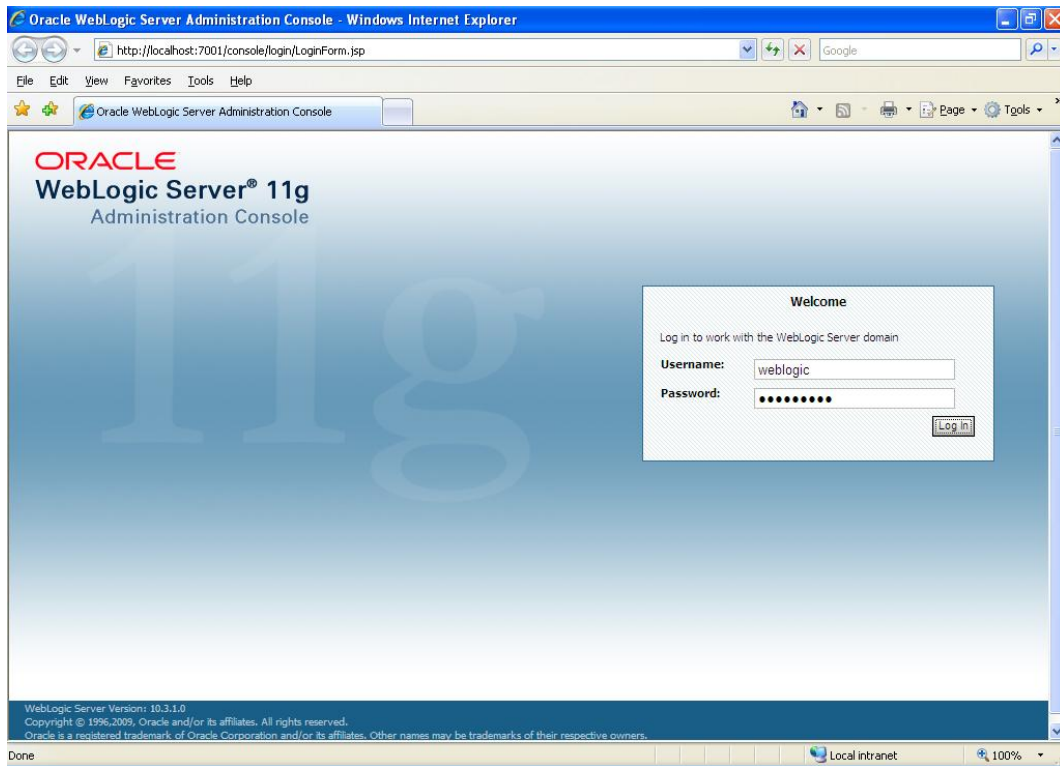 Oracle WebLogic Server Administration Console - Windows Internet Explorer
http://localhost:7001/console/login/LoginForm.jsp
Google
File Edit View Favorites Tools Help
Oracle WebLogic Server Administration Console
Page Tools
ORACLE
WebLogic Server® 11g
Administration Console
11g
Welcome
Log in to work with the WebLogic Server domain
Username: weblogic
Password: •••••••••
Log In
WebLogic Server Version: 10.3.1.0
Copyright © 1996,2009, Oracle and/or its affiliates. All rights reserved.
Oracle is a registered trademark of Oracle Corporation and/or its affiliates. Other names may be trademarks of their respective owners.
Done Local intranet 100%